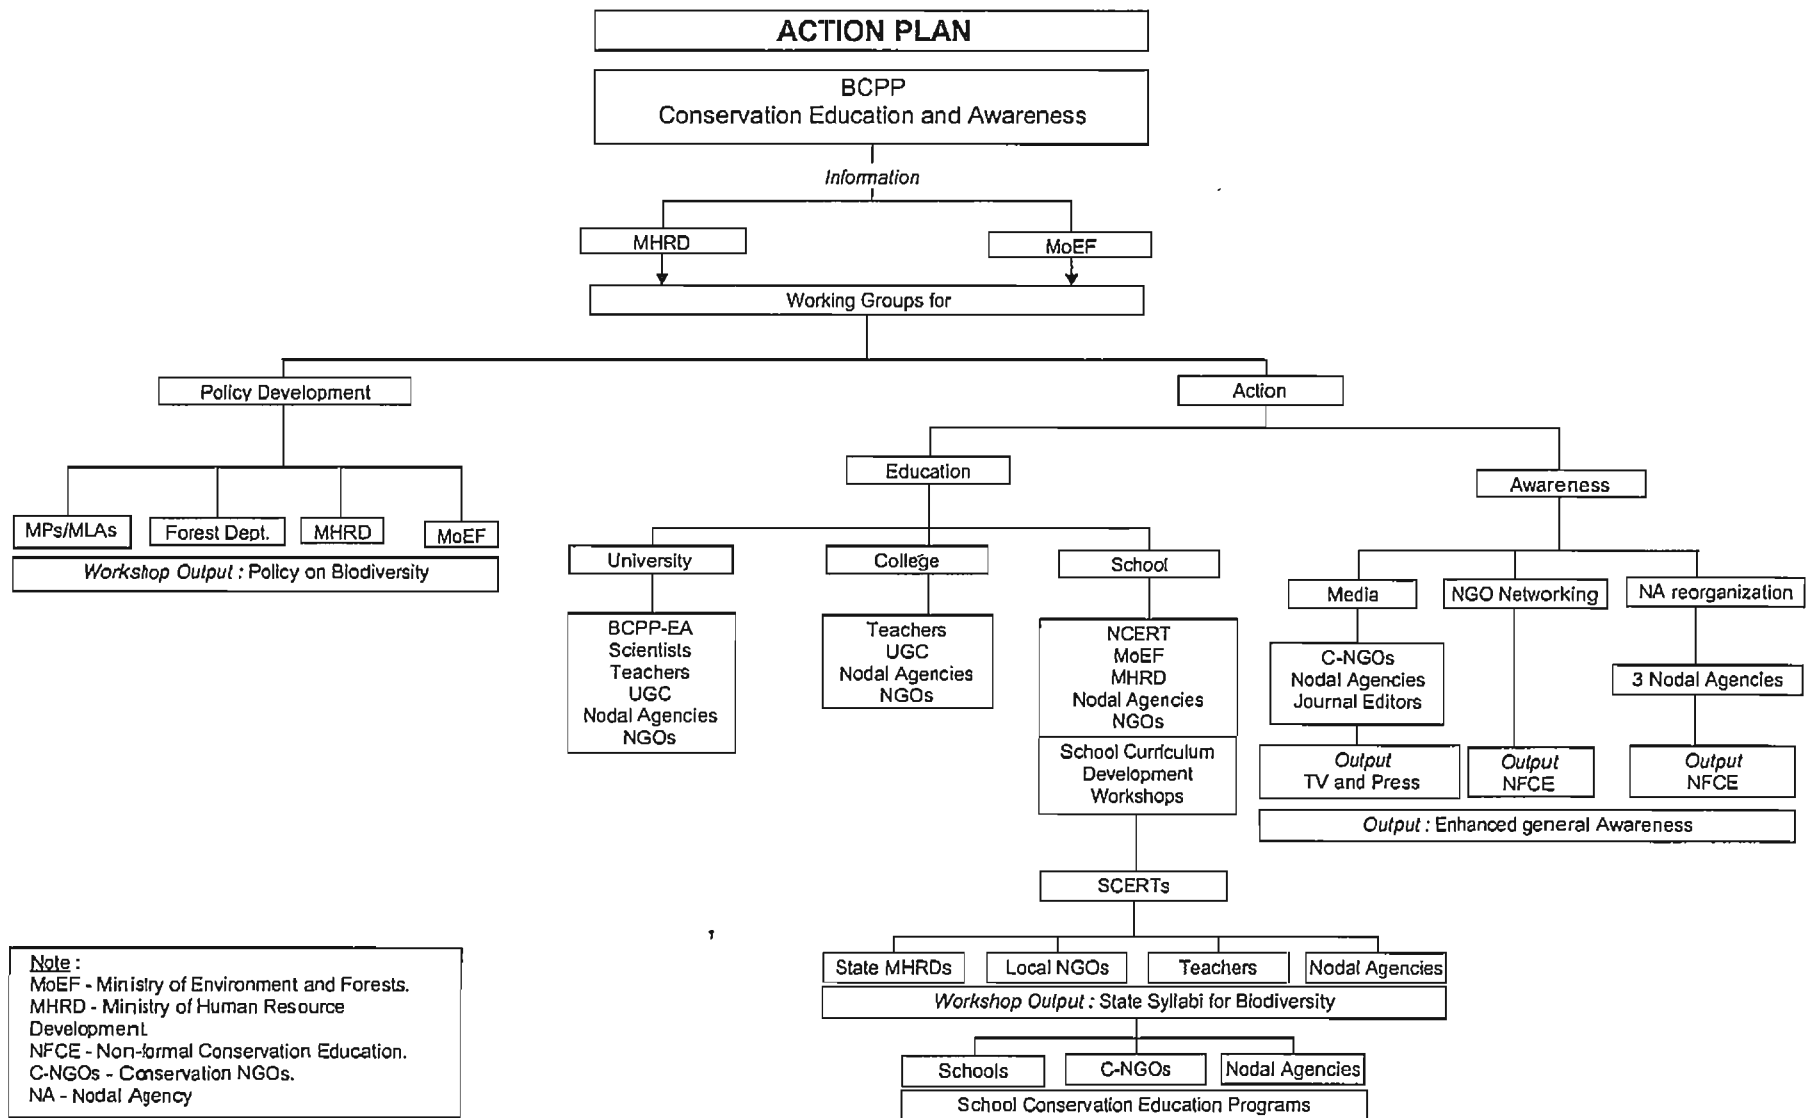 ACTION PLAN
BCPP
Conservation Education and Awareness
Information
MHRD
MoEF
Working Groups for
Policy Development
Action
MPs/MLAs
Forest Dept.
MHRD
MoEF
Workshop Output : Policy on Biodiversity
Education
Awareness
University
College
School
BCPP-EA
Scientists
Teachers
UGC
Nodal Agencies
NGOs
Teachers
UGC
Nodal Agencies
NGOs
NCERT
MoEF
MHRD
Nodal Agencies
NGOs
School Curriculum
Development
Workshops
Media
NGO Networking
NA reorganization
C-NGOs
Nodal Agencies
Journal Editors
3 Nodal Agencies
Output
TV and Press
Output
NFCE
Output
NFCE
Output : Enhanced general Awareness
SCERTs
State MHRDs
Local NGOs
Teachers
Nodal Agencies
Workshop Output : State Syllabi for Biodiversity
Schools
C-NGOs
Nodal Agencies
School Conservation Education Programs
Note :
MoEF - Ministry of Environment and Forests.
MHRD - Ministry of Human Resource
Development.
NFCE - Non-formal Conservation Education.
C-NGOs - Conservation NGOs.
NA - Nodal Agency